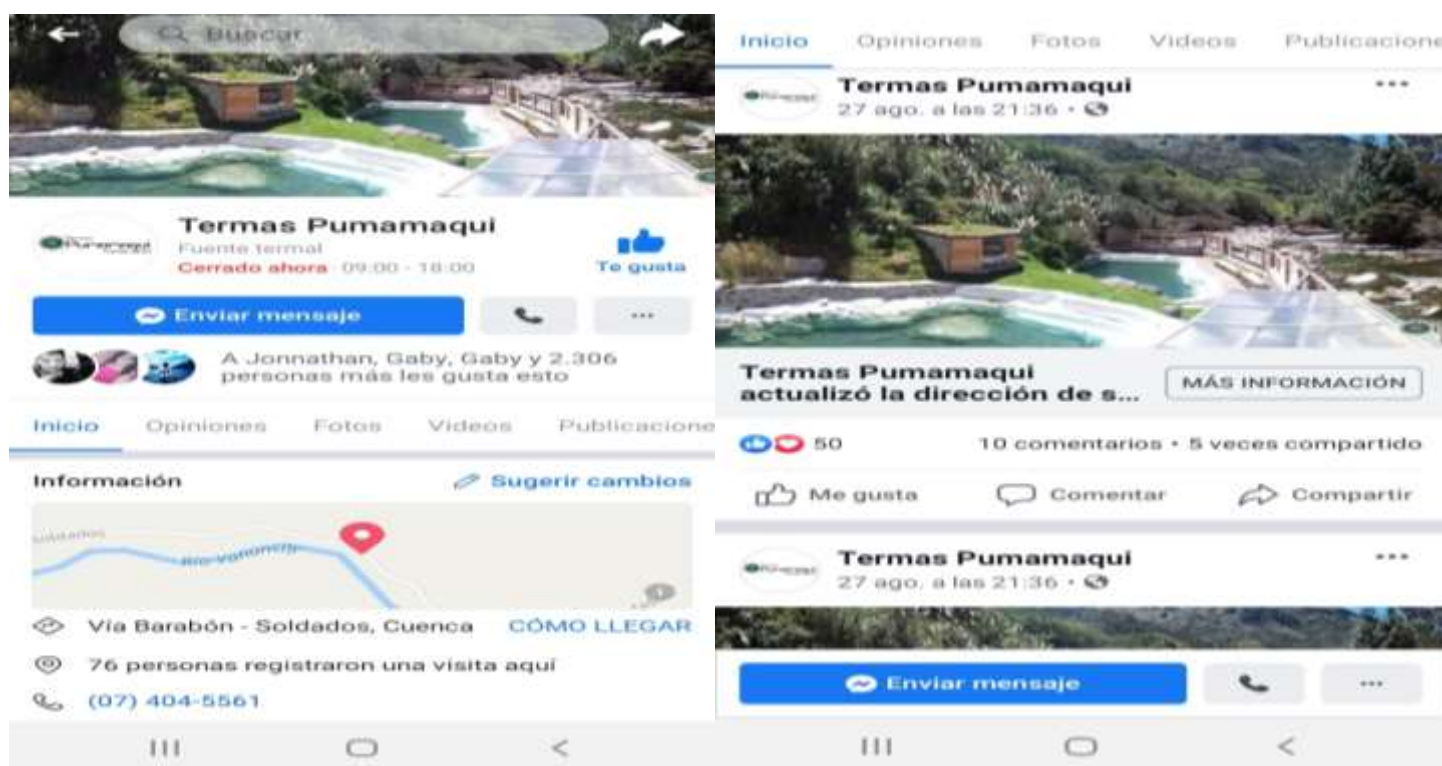 Buscar
Termas Pumamaqui
Fuente termal
Cerrado ahora 09:00 - 18:00
Te gusta
Enviar mensaje
A Jonnathan, Gaby, Gaby y 2.306
personas más les gusta esto
Inicio Opiniones Fotos Videos Publicacione
Información
Sugerir cambios
Vía Barabón - Soldados, Cuenca CÓMO LLEGAR
76 personas registraron una visita aquí
(07) 404-5561
Inicio Opiniones Fotos Videos Publicacione
Termas Pumamaqui
27 ago. a las 21:36
Termas Pumamaqui
actualizó la dirección de s...
MÁS INFORMACIÓN
50
10 comentarios • 5 veces compartido
Me gusta Comentar Compartir
Termas Pumamaqui
27 ago. a las 21:36
Enviar mensaje